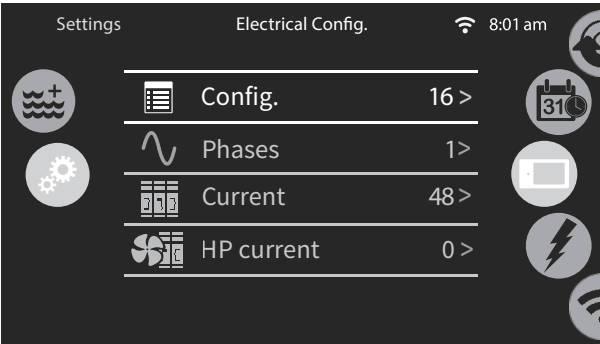 Settings Electrical Config. 8:01 am
Config. 16 >
31
Phases 1>
Current 48 >
HP current 0 >